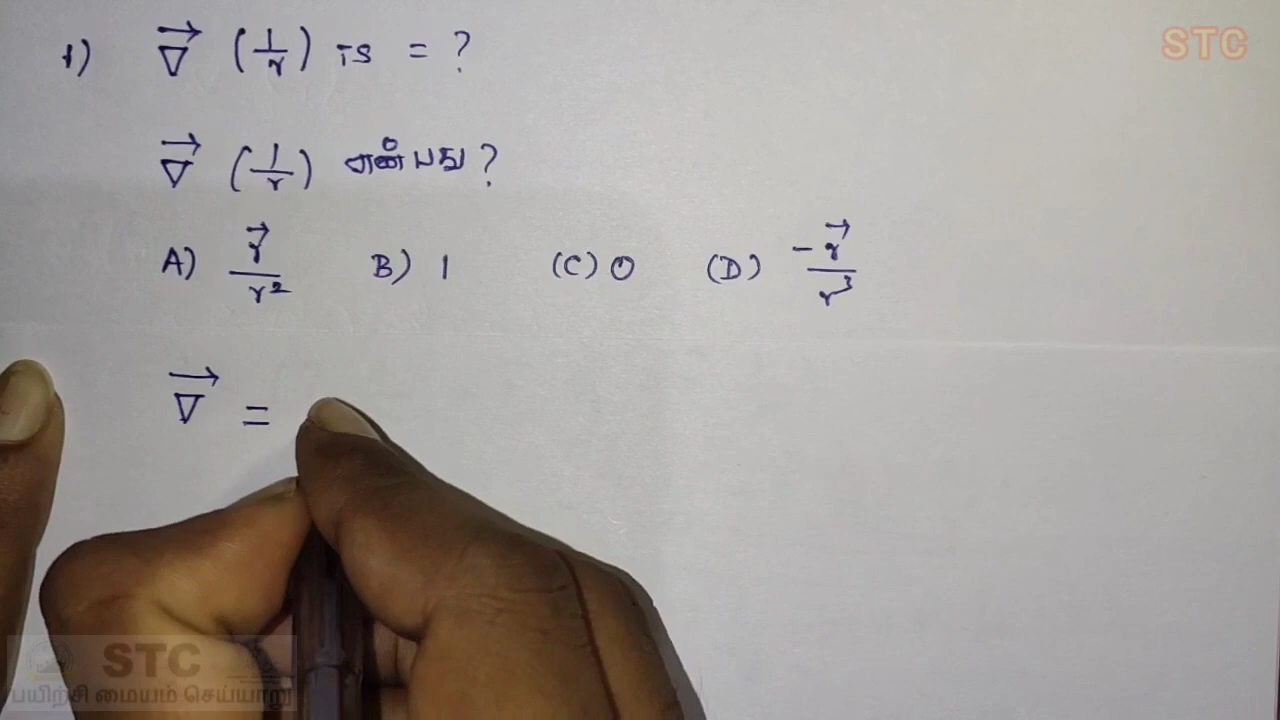 STC
1) ∇⃗ (1/r) is = ?
∇⃗ (1/r) என்பது?
A) r⃗/r² B) 1 (C) 0 (D) -r⃗/r³
∇⃗ =
STC
பயிற்சி மையம் செய்யாறு